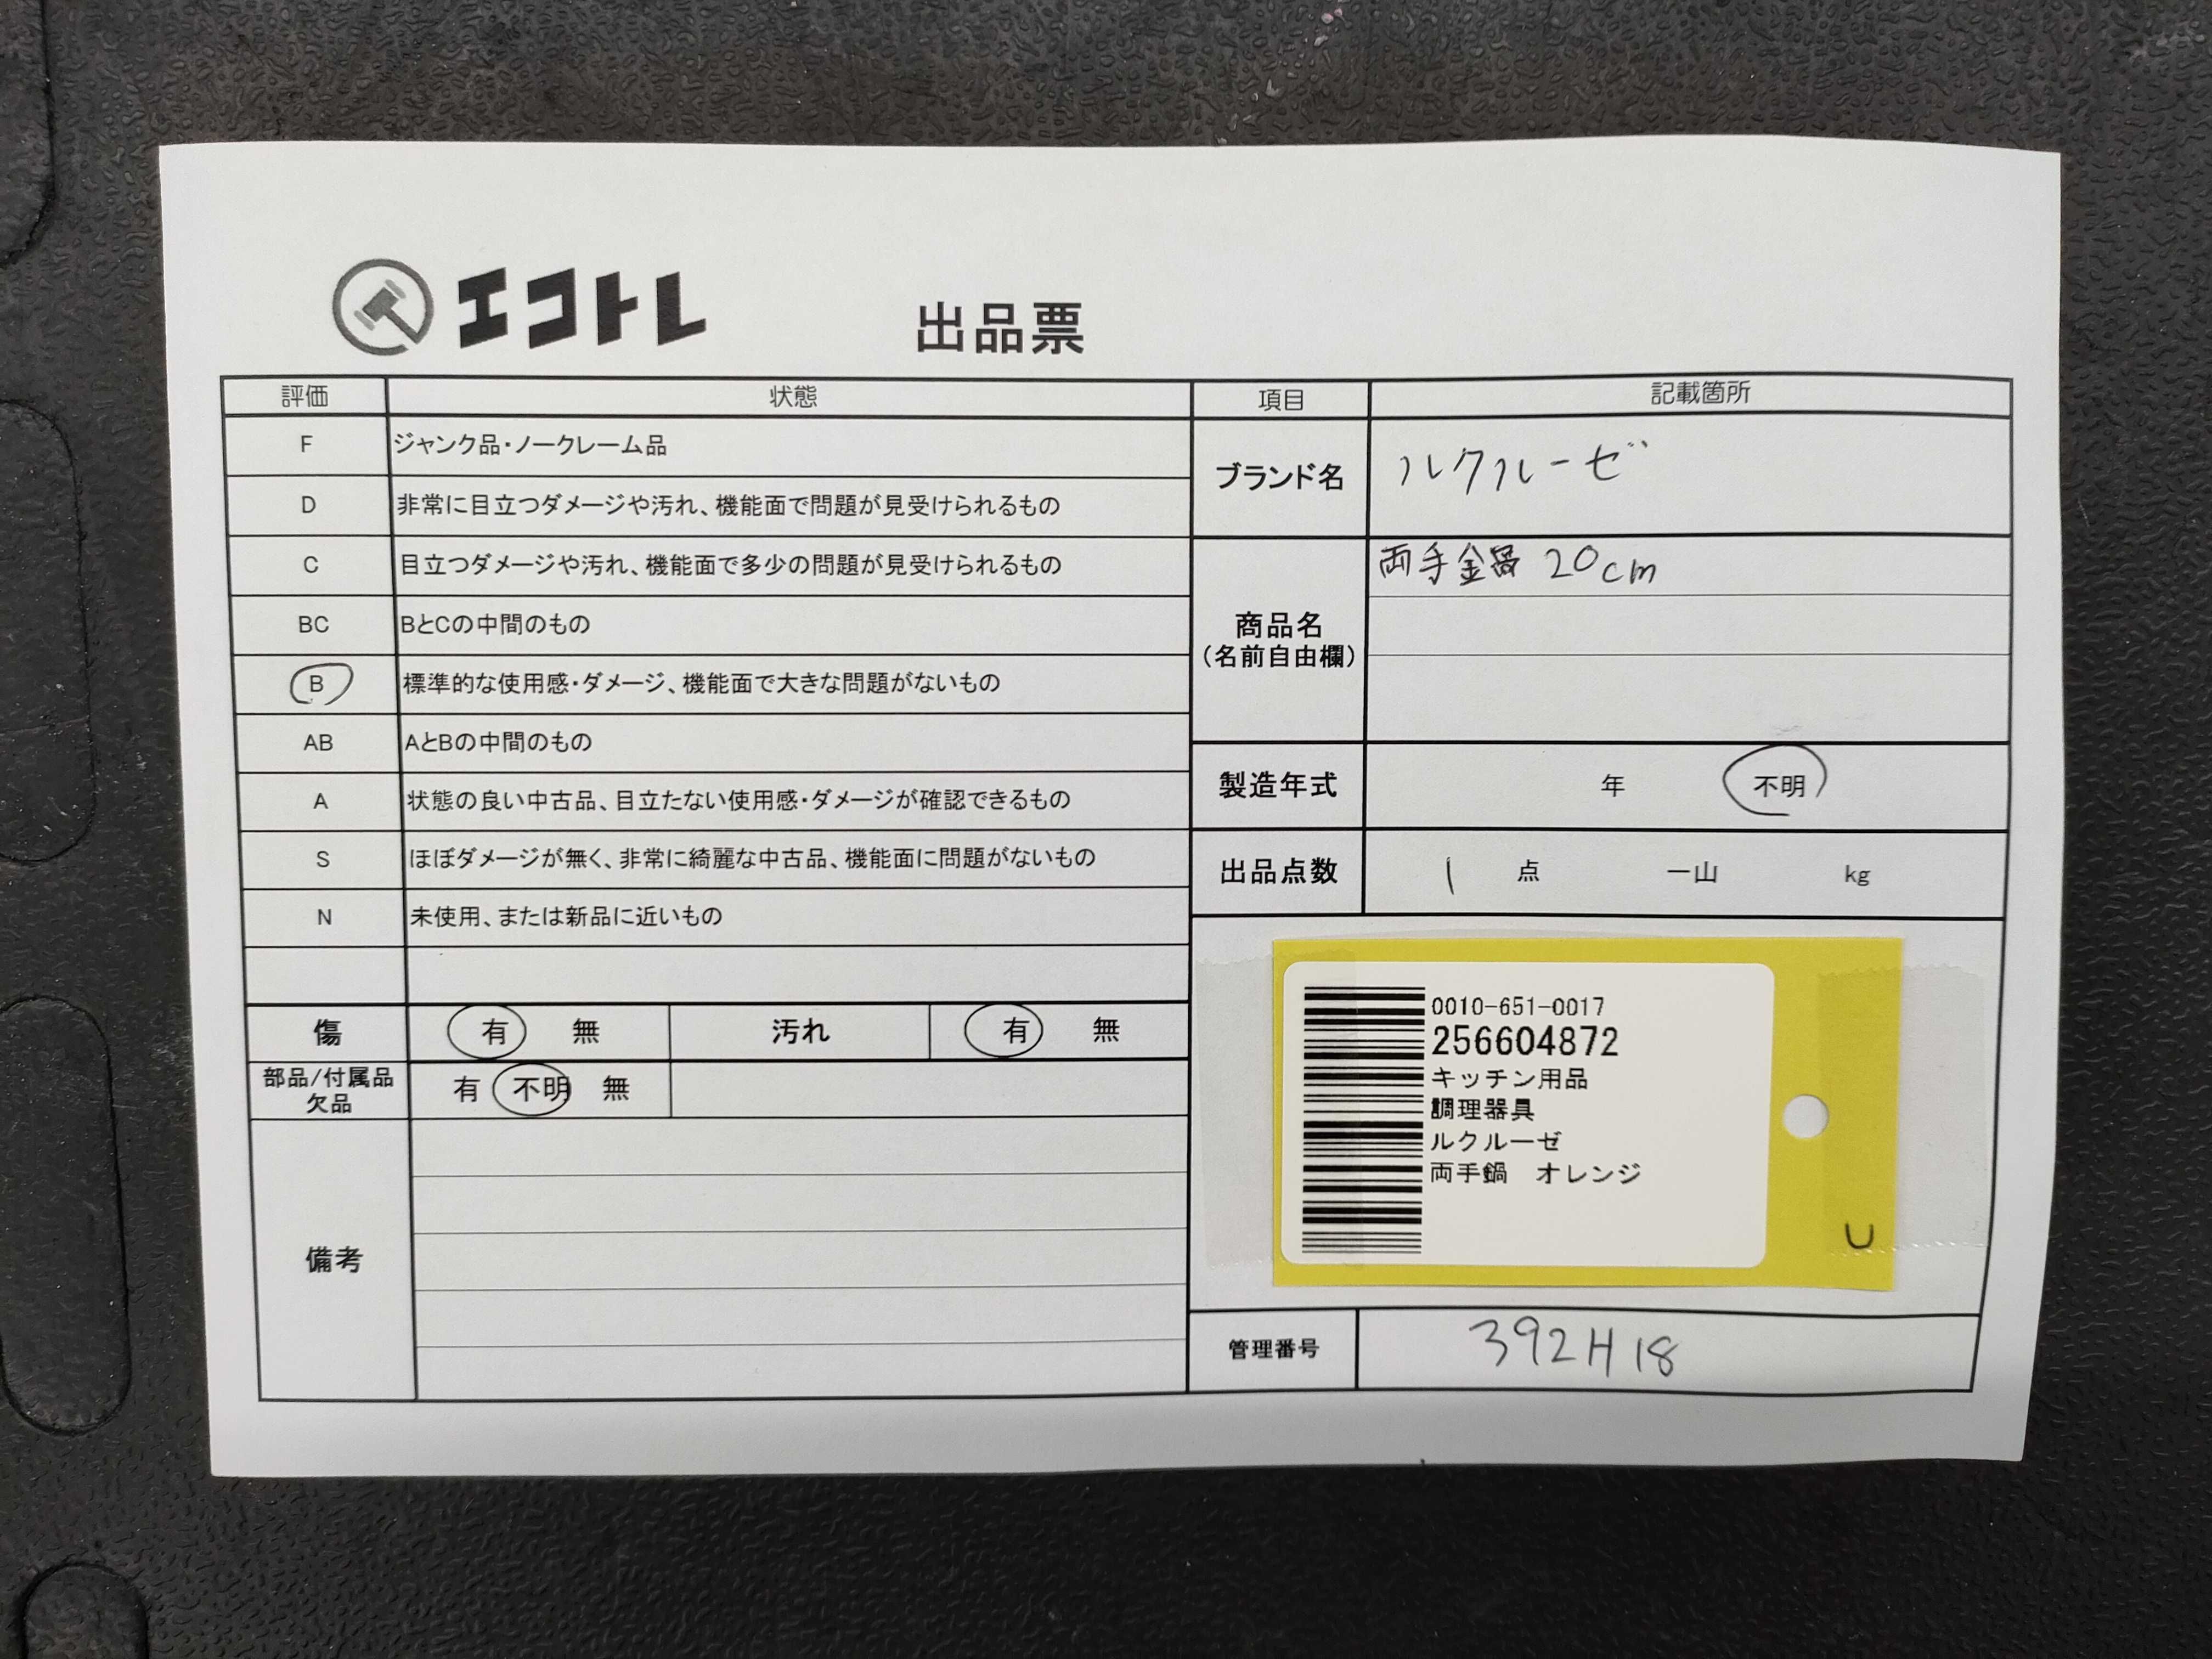 エコトレ 出品票
評価 状態
F ジャンク品・ノークレーム品
D 非常に目立つダメージや汚れ、機能面で問題が見受けられるもの
C 目立つダメージや汚れ、機能面で多少の問題が見受けられるもの
BC BとCの中間のもの
B 標準的な使用感・ダメージ、機能面で大きな問題がないもの
AB AとBの中間のもの
A 状態の良い中古品、目立たない使用感・ダメージが確認できるもの
S ほぼダメージが無く、非常に綺麗な中古品、機能面に問題がないもの
N 未使用、または新品に近いもの
傷 有 無 汚れ 有 無
部品/付属品
欠品
有 不明 無
備考
項目 記載箇所
ブランド名 ルクルーゼ
商品名
(名前自由欄)
両手鍋 20cm
製造年式 年 不明
出品点数 1 点 一山 kg
0010-651-0017
256604872
キッチン用品
調理器具
ルクルーゼ
両手鍋 オレンジ
U
管理番号 392H18